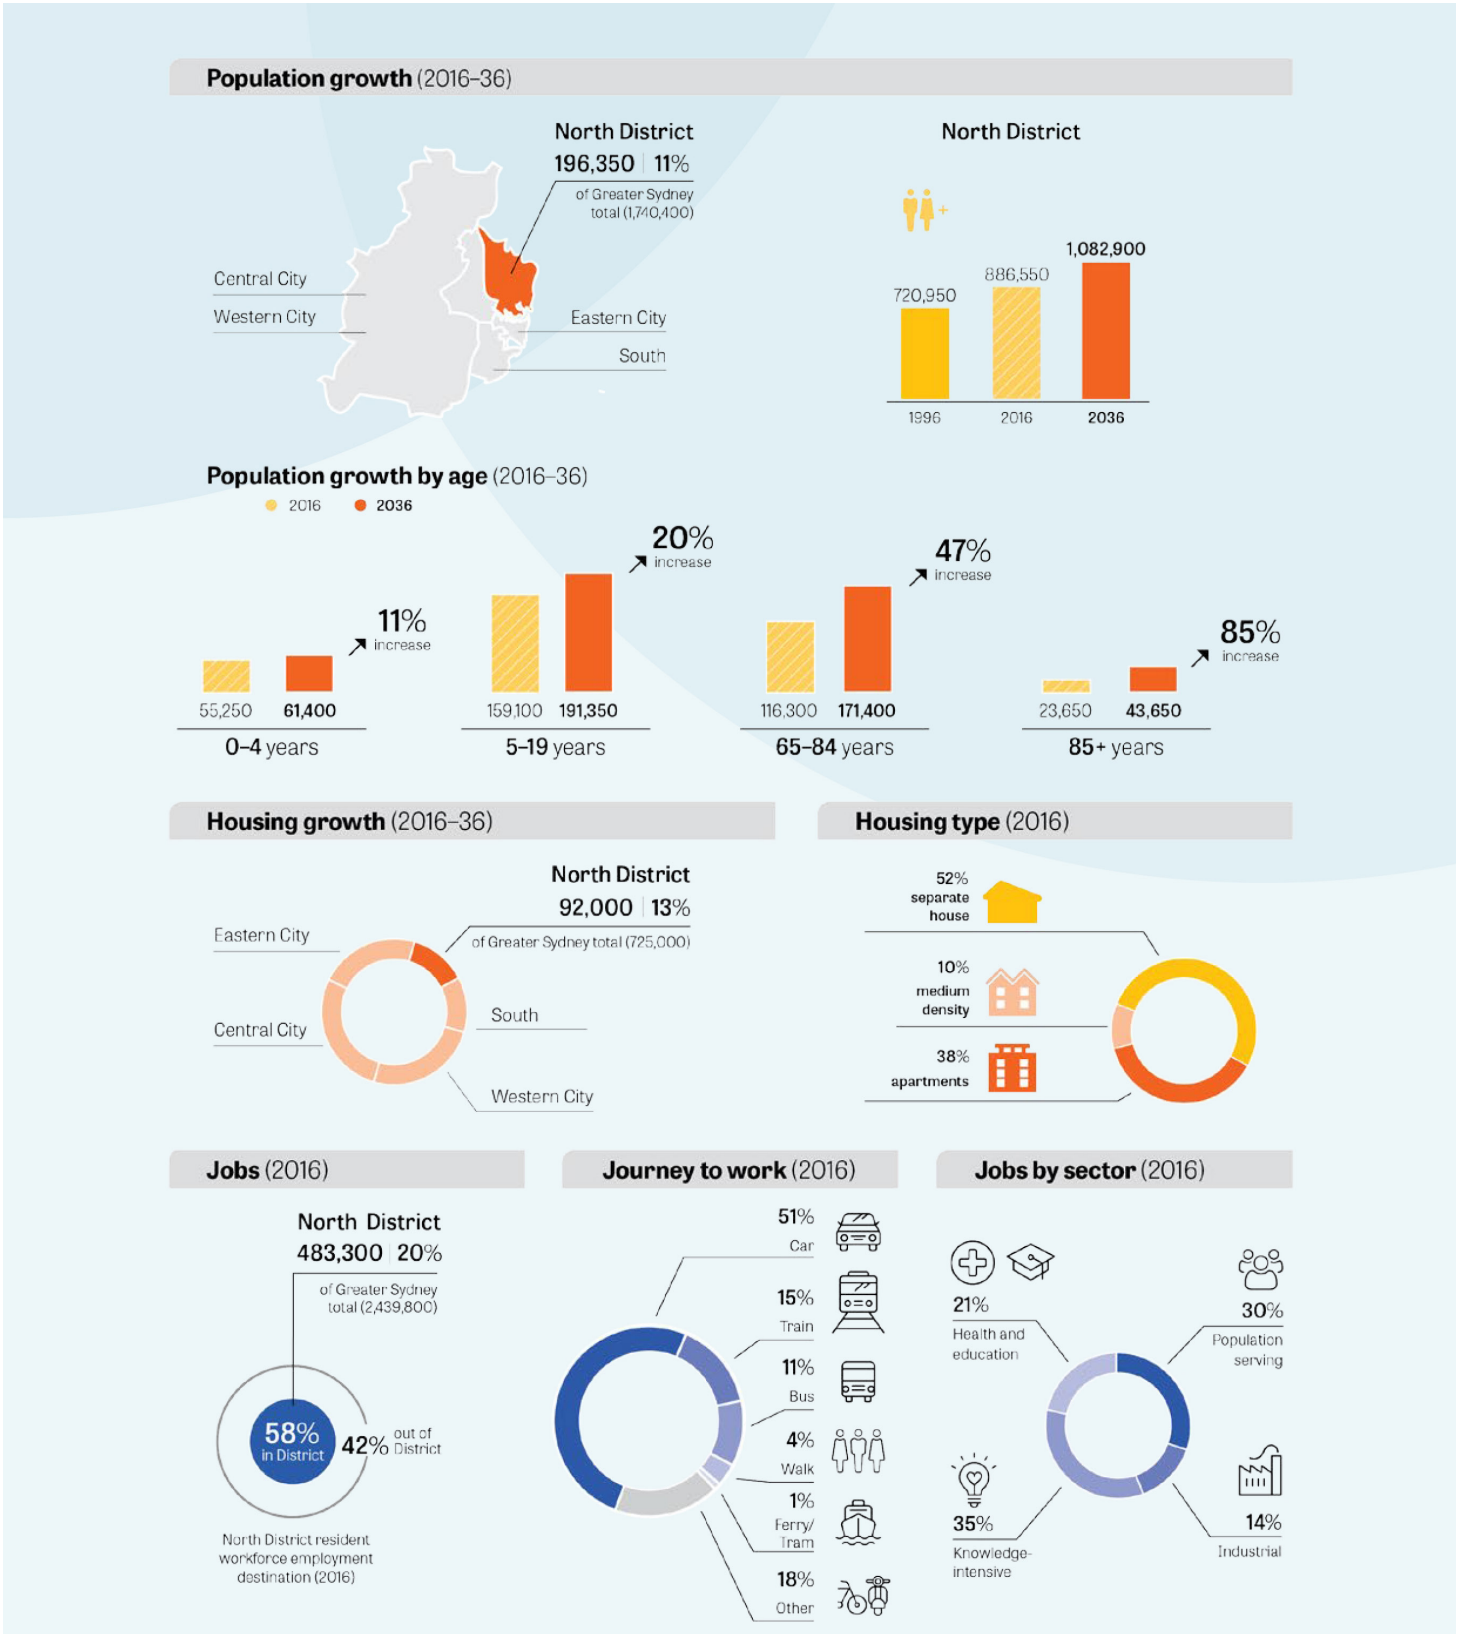 Population growth (2016–36)
North District
196,350 | 11%
of Greater Sydney
total (1,740,400)
Central City
Western City
Eastern City
South
North District
+
720,950
886,550
1,082,900
1996
2016
2036
Population growth by age (2016–36)
2016
2036
11%
increase
55,250
61,400
0–4 years
20%
increase
159,100
191,350
5–19 years
47%
increase
116,300
171,400
65–84 years
85%
increase
23,650
43,650
85+ years
Housing growth (2016–36)
North District
92,000 | 13%
of Greater Sydney total (725,000)
Eastern City
Central City
South
Western City
Housing type (2016)
52%
separate
house
10%
medium
density
38%
apartments
Jobs (2016)
North District
483,300 | 20%
of Greater Sydney
total (2,439,800)
58%
in District
42%
out of
District
North District resident
workforce employment
destination (2016)
Journey to work (2016)
51%
Car
15%
Train
11%
Bus
4%
Walk
1%
Ferry/
Tram
18%
Other
Jobs by sector (2016)
21%
Health and
education
30%
Population
serving
35%
Knowledge-
intensive
14%
Industrial